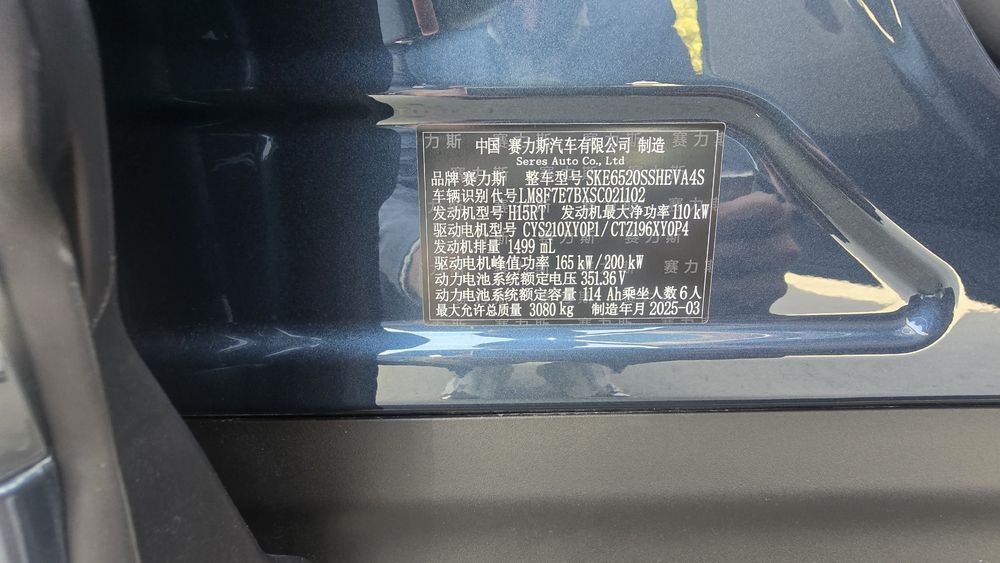 中国 赛力斯汽车有限公司 制造
Seres Auto Co., Ltd
品牌 赛力斯 整车型号 SKE6520SSHEVA4S
车辆识别代号 LM8F7E7BXSC021102
发动机型号 H15RT 发动机最大净功率 110 kW
驱动电机型号 CYS210XY0P1/CTZ196XY0P4
发动机排量 1499 mL
驱动电机峰值功率 165 kW/200 kW
动力电池系统额定电压 351.36 V
动力电池系统额定容量 114 Ah 乘坐人数 6人
最大允许总质量 3080 kg 制造年月 2025-03